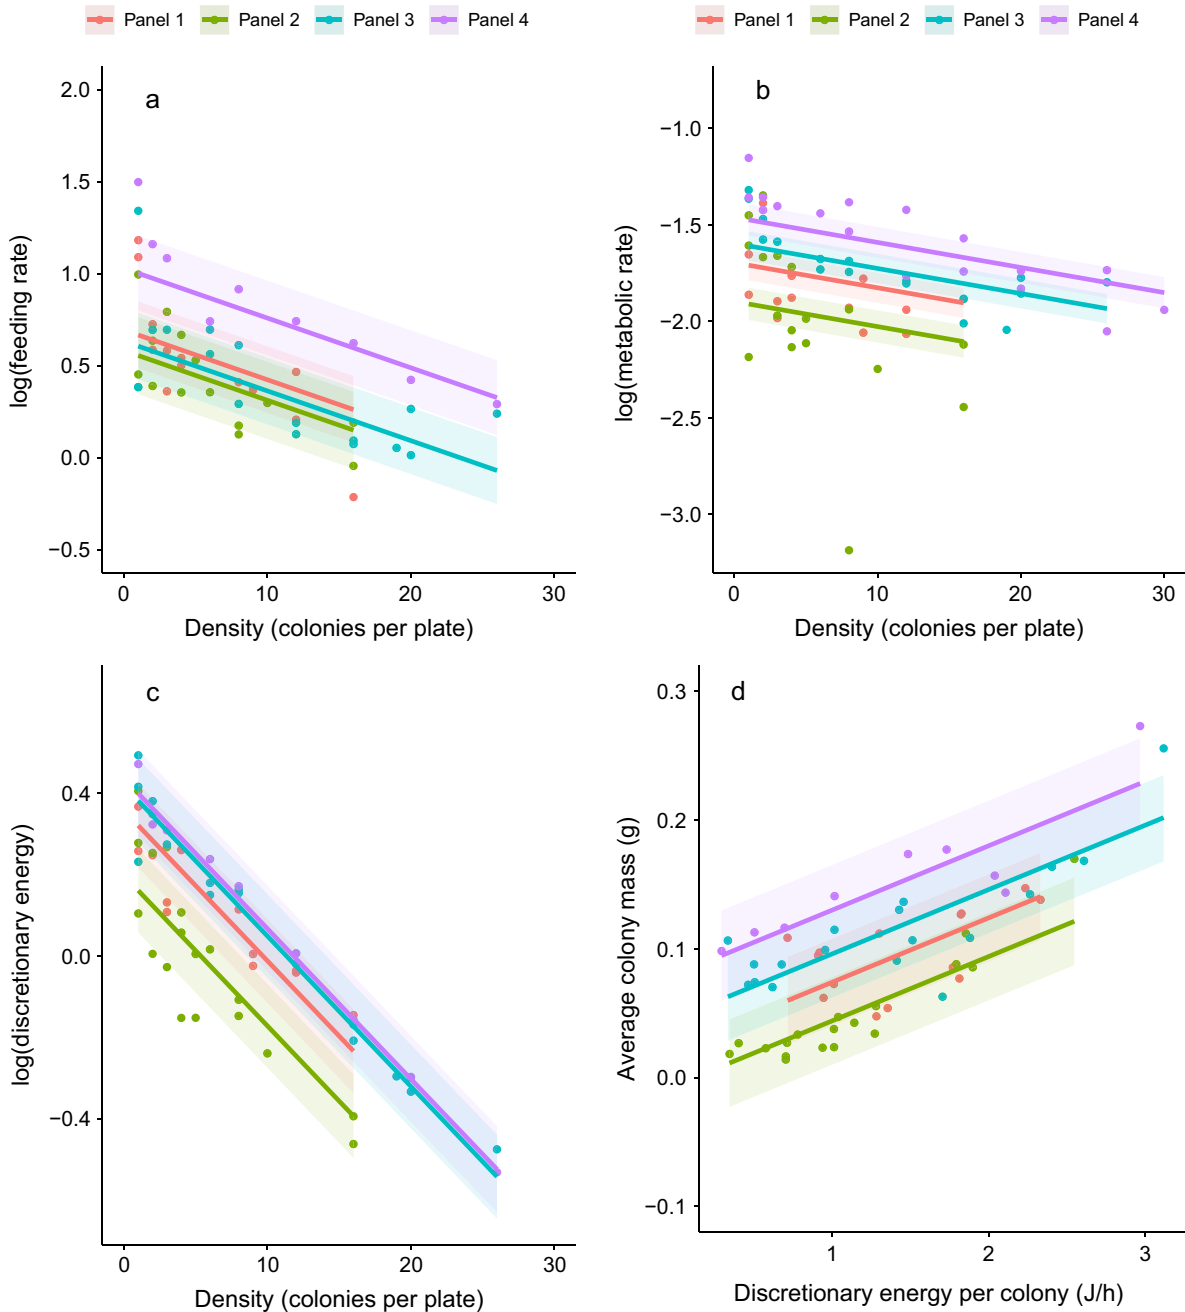 Panel 1 Panel 2 Panel 3 Panel 4
Panel 1 Panel 2 Panel 3 Panel 4
a
2.0
1.5
1.0
0.5
0.0
−0.5
log(feeding rate)
0 10 20 30
Density (colonies per plate)
b
−1.0
−1.5
−2.0
−2.5
−3.0
log(metabolic rate)
0 10 20 30
Density (colonies per plate)
c
0.4
0.0
−0.4
log(discretionary energy)
0 10 20 30
Density (colonies per plate)
d
0.3
0.2
0.1
0.0
−0.1
Average colony mass (g)
1 2 3
Discretionary energy per colony (J/h)